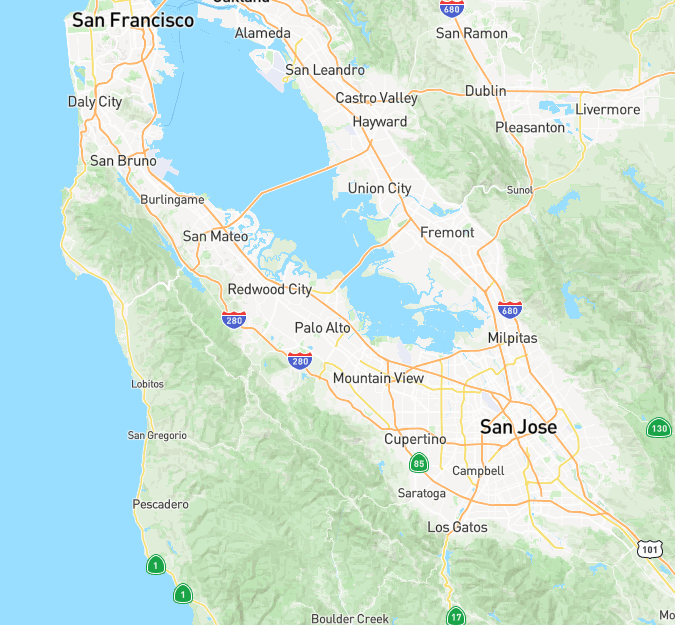 Oakland
680
San Francisco
Alameda
San Ramon
San Leandro
Dublin
Castro Valley
Daly City
Livermore
Hayward
Pleasanton
San Bruno
Union City
Sunol
Burlingame
Fremont
San Mateo
Redwood City
680
280
Palo Alto
Milpitas
280
Mountain View
Lobitos
San Jose
130
San Gregorio
Cupertino
85
Campbell
Saratoga
Pescadero
Los Gatos
101
1
1
17
Boulder Creek
Mo